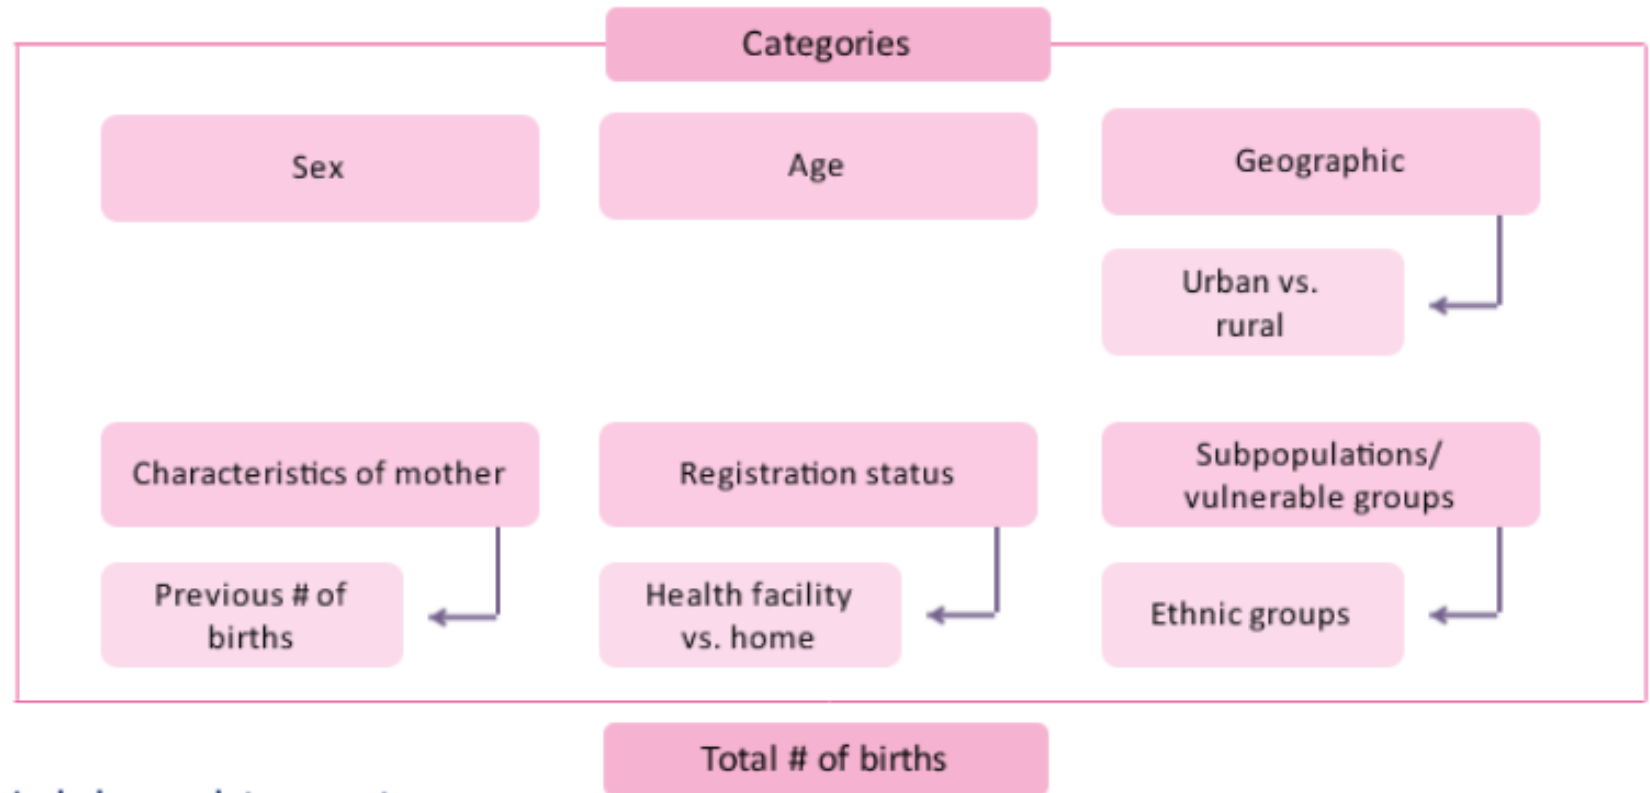 Categories
Sex
Age
Geographic
Urban vs.
rural
Characteristics of mother
Previous # of
births
Registration status
Health facility
vs. home
Subpopulations/
vulnerable groups
Ethnic groups
Total # of births